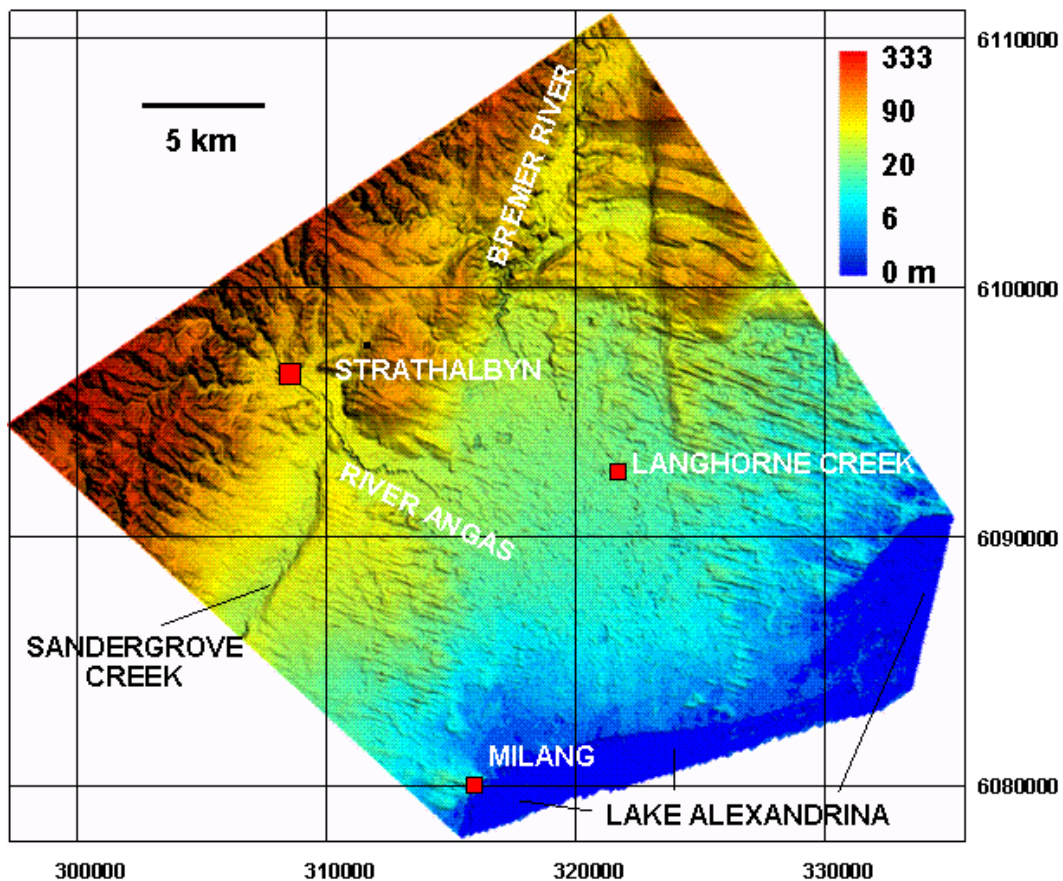 6110000
333
90
20
6
0 m
5 km
BREMER RIVER
6100000
STRATHALBYN
LANGHORNE CREEK
RIVER ANGAS
6090000
SANDERGROVE
CREEK
MILANG
6080000
LAKE ALEXANDRINA
300000
310000
320000
330000